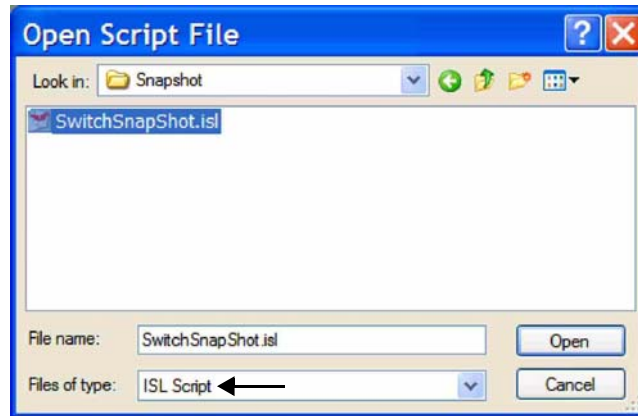 Open Script File
?
Look in: Snapshot
SwitchSnapShot.isl
File name: SwitchSnapShot.isl Open
Files of type: ISL Script Cancel